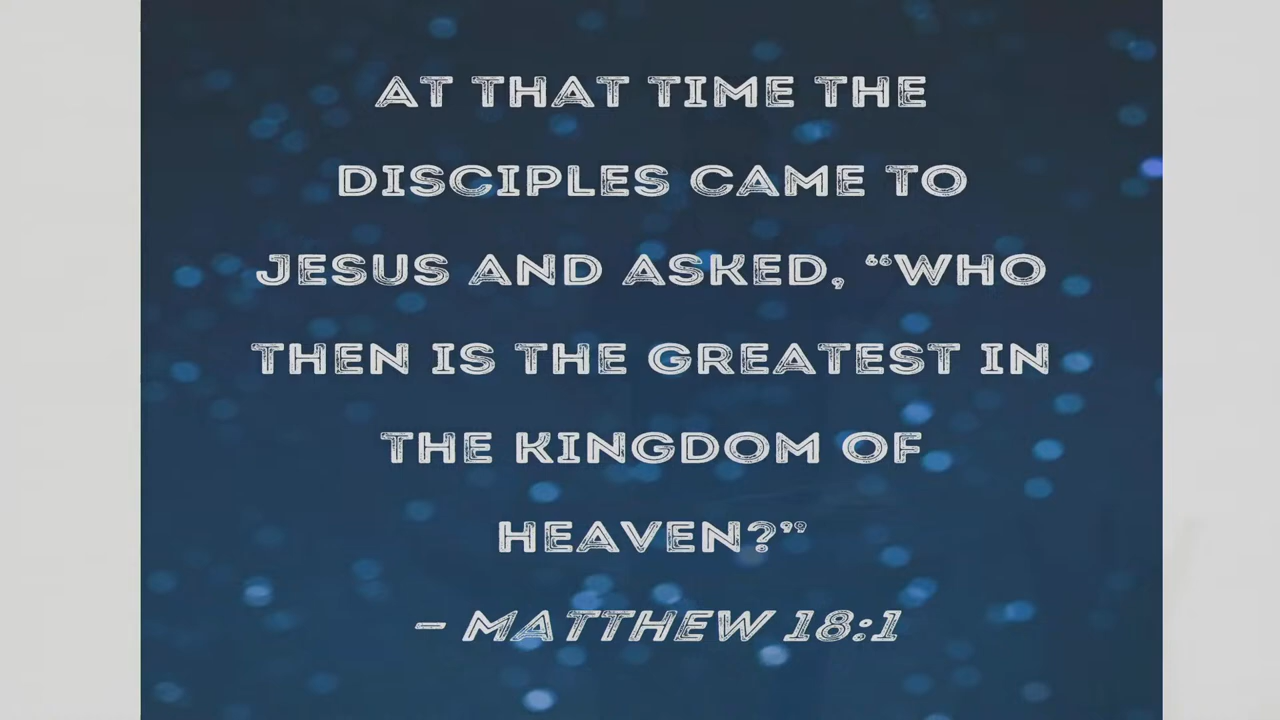 AT THAT TIME THE
DISCIPLES CAME TO
JESUS AND ASKED, “WHO
THEN IS THE GREATEST IN
THE KINGDOM OF
HEAVEN?”
– MATTHEW 18:1